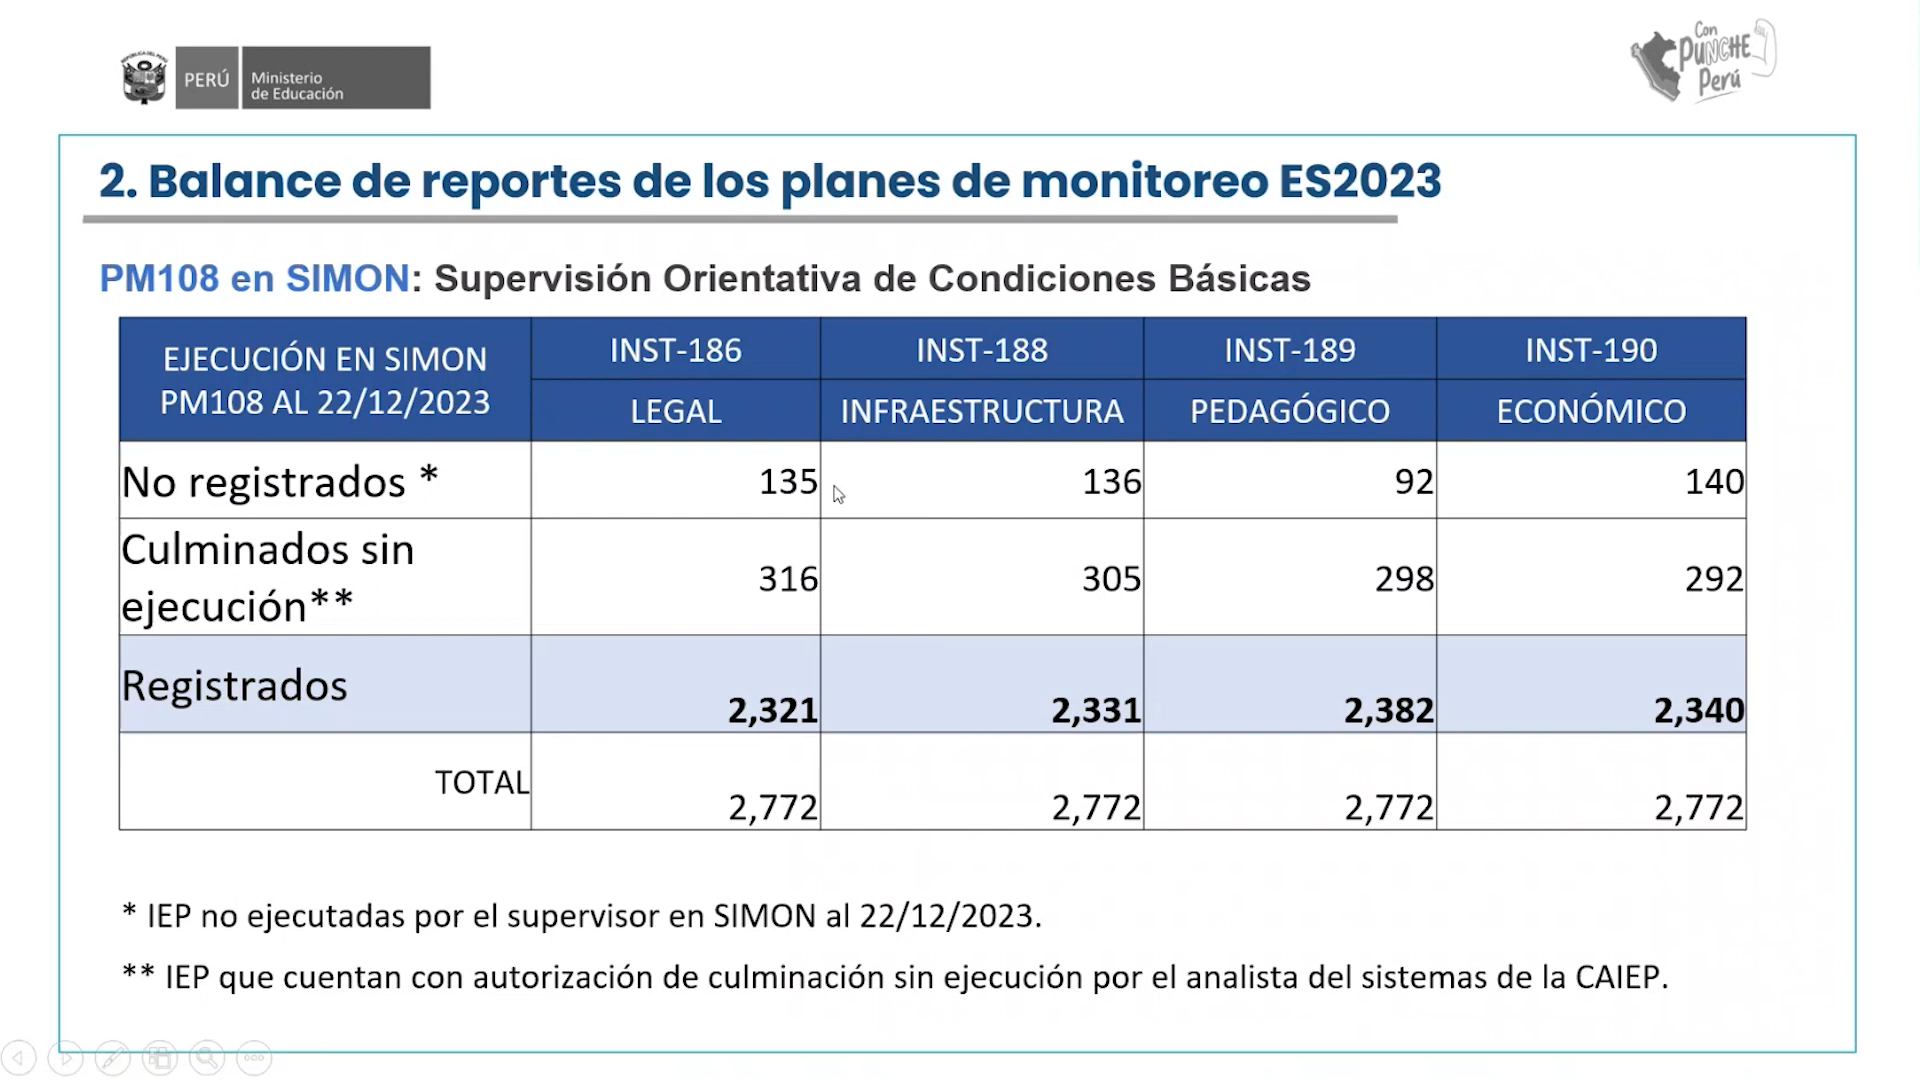 PERÚ
Ministerio
de Educación
Con
PUNCHE
Perú
2. Balance de reportes de los planes de monitoreo ES2023
PM108 en SIMON: Supervisión Orientativa de Condiciones Básicas
EJECUCIÓN EN SIMON
PM108 AL 22/12/2023
INST-186 INST-188 INST-189 INST-190
LEGAL INFRAESTRUCTURA PEDAGÓGICO ECONÓMICO
No registrados * 135 136 92 140
Culminados sin
ejecución** 316 305 298 292
Registrados 2,321 2,331 2,382 2,340
TOTAL 2,772 2,772 2,772 2,772
* IEP no ejecutadas por el supervisor en SIMON al 22/12/2023.
** IEP que cuentan con autorización de culminación sin ejecución por el analista del sistemas de la CAIEP.